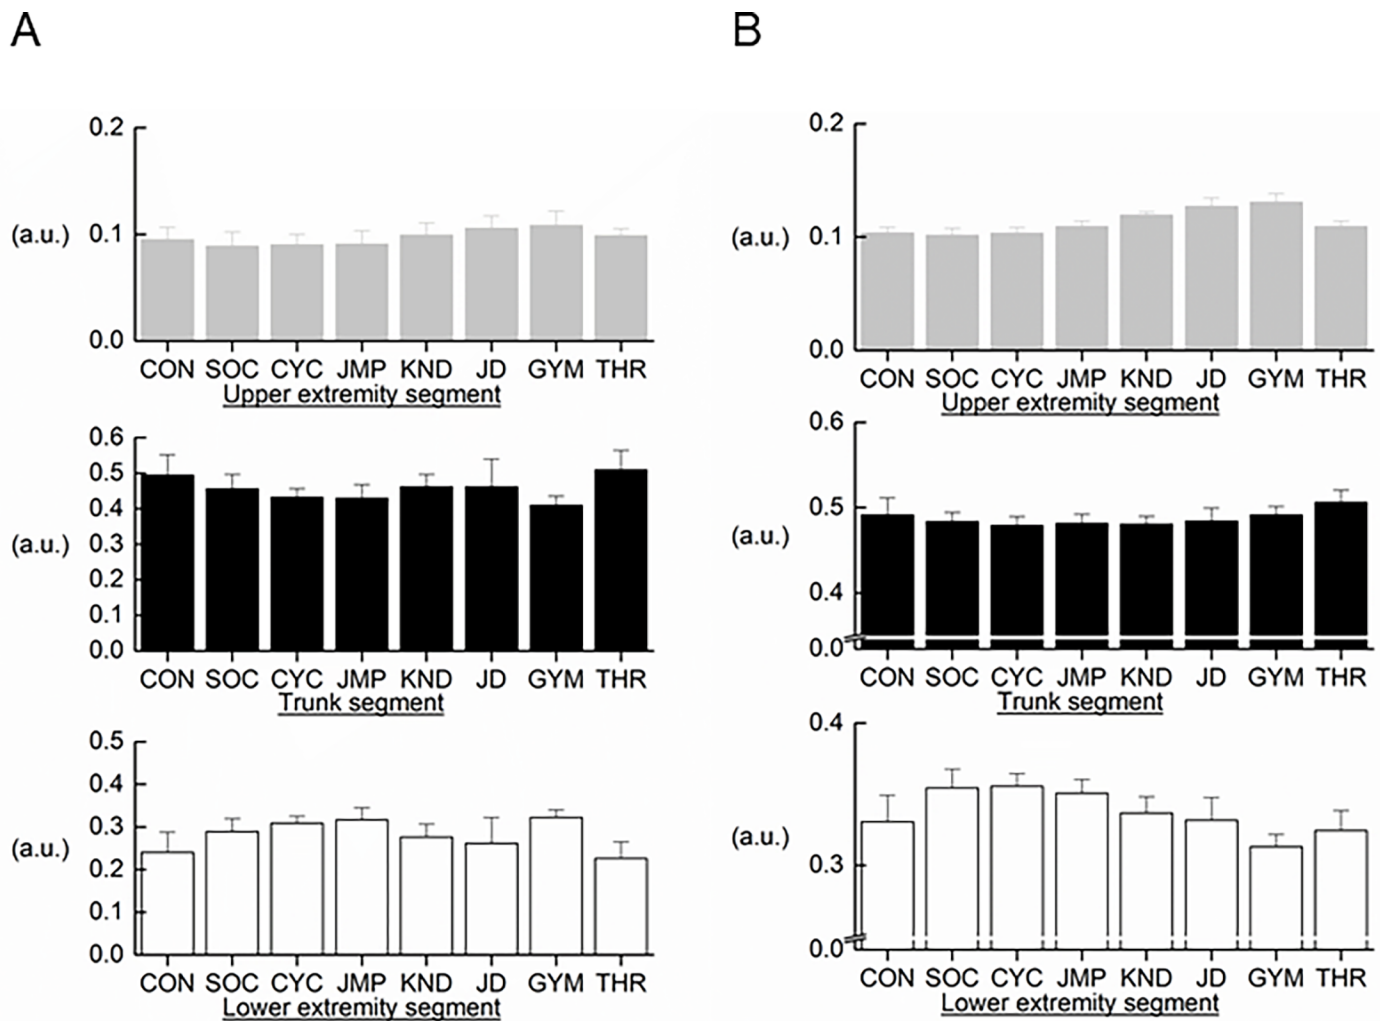 A
B
0.2
(a.u.)
0.1
0.0
CON SOC CYC JMP KND JD GYM THR
Upper extremity segment
0.6
0.5
0.4
(a.u.)
0.3
0.2
0.1
0.0
CON SOC CYC JMP KND JD GYM THR
Trunk segment
0.5
0.4
0.3
(a.u.)
0.2
0.1
0.0
CON SOC CYC JMP KND JD GYM THR
Lower extremity segment
0.2
(a.u.)
0.1
0.0
CON SOC CYC JMP KND JD GYM THR
Upper extremity segment
0.6
0.5
(a.u.)
0.4
0.0
CON SOC CYC JMP KND JD GYM THR
Trunk segment
0.4
(a.u.)
0.3
0.0
CON SOC CYC JMP KND JD GYM THR
Lower extremity segment